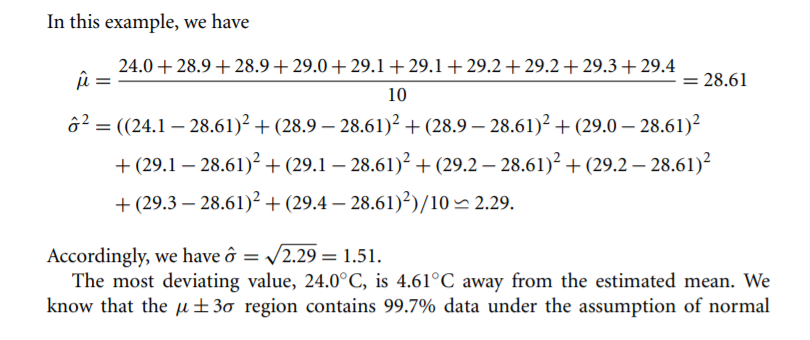 In this example, we have
μ̂ = (24.0 + 28.9 + 28.9 + 29.0 + 29.1 + 29.1 + 29.2 + 29.2 + 29.3 + 29.4) / 10 = 28.61
σ̂² = ((24.1 − 28.61)² + (28.9 − 28.61)² + (28.9 − 28.61)² + (29.0 − 28.61)²
+ (29.1 − 28.61)² + (29.1 − 28.61)² + (29.2 − 28.61)² + (29.2 − 28.61)²
+ (29.3 − 28.61)² + (29.4 − 28.61)²)/10 ≌ 2.29.
Accordingly, we have σ̂ = √2.29 = 1.51.
The most deviating value, 24.0°C, is 4.61°C away from the estimated mean. We
know that the μ ± 3σ region contains 99.7% data under the assumption of normal